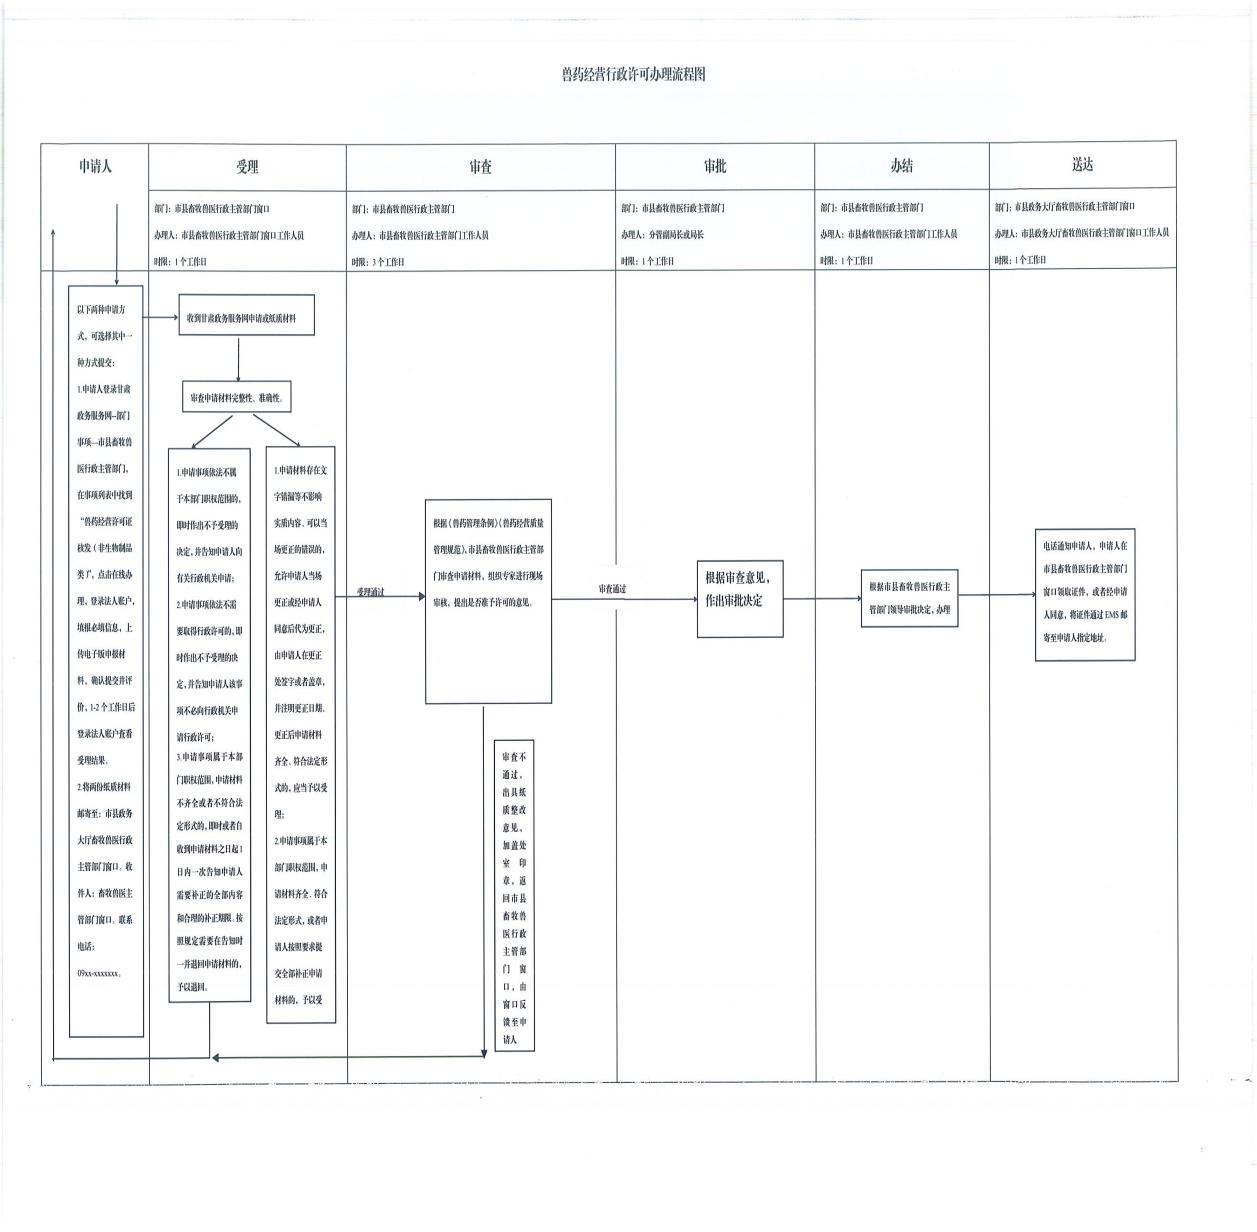 兽药经营行政许可办理流程图
申请人
受理
审查
审批
办结
送达
部门：市县畜牧兽医行政主管部门窗口
办理人：市县畜牧兽医行政主管部门窗口工作人员
时限：1个工作日
部门：市县畜牧兽医行政主管部门
办理人：市县畜牧兽医行政主管部门工作人员
时限：3个工作日
部门：市县畜牧兽医行政主管部门
办理人：分管副局长或局长
时限：1个工作日
部门：市县畜牧兽医行政主管部门
办理人：市县畜牧兽医行政主管部门工作人员
时限：1个工作日
部门：市县政务大厅畜牧兽医行政主管部门窗口
办理人：市县政务大厅畜牧兽医行政主管部门窗口工作人员
时限：1个工作日
以下两种申请方
式，可选择其中一
种方式提交：
1.申请人登录甘肃
政务服务网--部门
事项—市县畜牧兽
医行政主管部门，
在事项列表中找到
“兽药经营许可证
核发（非生物制品
类）”，点击在线办
理，登录法人账户，
填报必填信息，上
传电子版申报材
料，确认提交并评
价，1-2个工作日后
登录法人账户查看
受理结果。
2.将两份纸质材料
邮寄至：市县政务
大厅畜牧兽医行政
主管部门窗口。收
件人：畜牧兽医主
管部门窗口。联系
电话：
09xx-xxxxxxx。
收到甘肃政务服务网申请或纸质材料
审查申请材料完整性、准确性。
1.申请事项依法不属
于本部门职权范围的，
即时作出不予受理的
决定，并告知申请人向
有关行政机关申请；
2.申请事项依法不需
要取得行政许可的，即
时作出不予受理的决
定，并告知申请人该事
项不必向行政机关申
请行政许可；
3.申请事项属于本部
门职权范围，申请材料
不齐全或者不符合法
定形式的，即时或者自
收到申请材料之日起1
日内一次告知申请人
需要补正的全部内容
和合理的补正期限。按
照规定需要在告知时
一并退回申请材料的，
予以退回。
1.申请材料存在文
字错漏等不影响
实质内容、可以当
场更正的错误的，
允许申请人当场
更正或经申请人
同意后代为更正，
由申请人在更正
处签字或者盖章，
并注明更正日期。
更正后申请材料
齐全、符合法定形
式的，应当予以受
理；
2.申请事项属于本
部门职权范围，申
请材料齐全、符合
法定形式，或者申
请人按照要求提
交全部补正申请
材料的，予以受
受理通过
根据《兽药管理条例》《兽药经营质量
管理规范》，市县畜牧兽医行政主管部
门审查申请材料，组织专家进行现场
审核，提出是否准予许可的意见。
审查通过
审查不
通过，
出具纸
质整改
意见，
加盖处
室印
章，返
回市县
畜牧兽
医行政
主管部
门窗
口，由
窗口反
馈至申
请人
根据审查意见，
作出审批决定
根据市县畜牧兽医行政主
管部门领导审批决定，办理
电话通知申请人，申请人在
市县畜牧兽医行政主管部门
窗口领取证件，或者经申请
人同意，将证件通过 EMS 邮
寄至申请人指定地址。